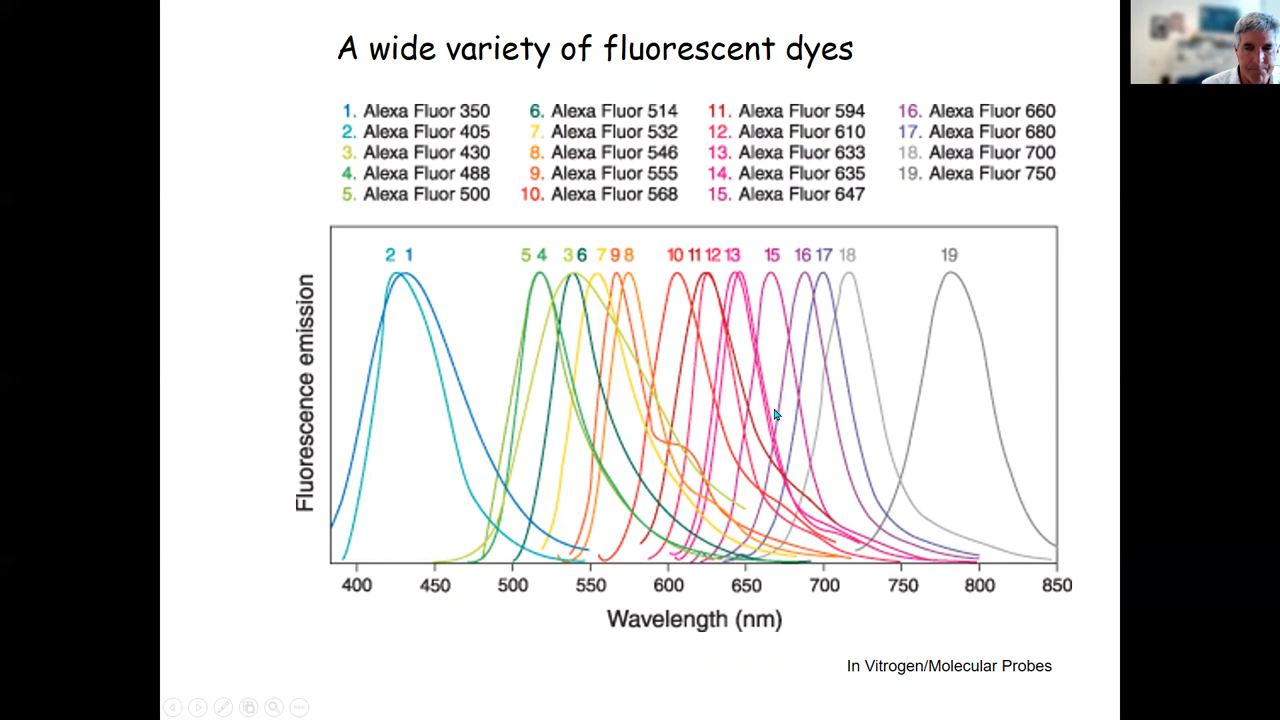 A wide variety of fluorescent dyes
1. Alexa Fluor 350
2. Alexa Fluor 405
3. Alexa Fluor 430
4. Alexa Fluor 488
5. Alexa Fluor 500
6. Alexa Fluor 514
7. Alexa Fluor 532
8. Alexa Fluor 546
9. Alexa Fluor 555
10. Alexa Fluor 568
11. Alexa Fluor 594
12. Alexa Fluor 610
13. Alexa Fluor 633
14. Alexa Fluor 635
15. Alexa Fluor 647
16. Alexa Fluor 660
17. Alexa Fluor 680
18. Alexa Fluor 700
19. Alexa Fluor 750
2 1 5 4 3 6 7 9 8 10 11 12 13 15 16 17 18 19
Fluorescence emission
400 450 500 550 600 650 700 750 800 850
Wavelength (nm)
In Vitrogen/Molecular Probes